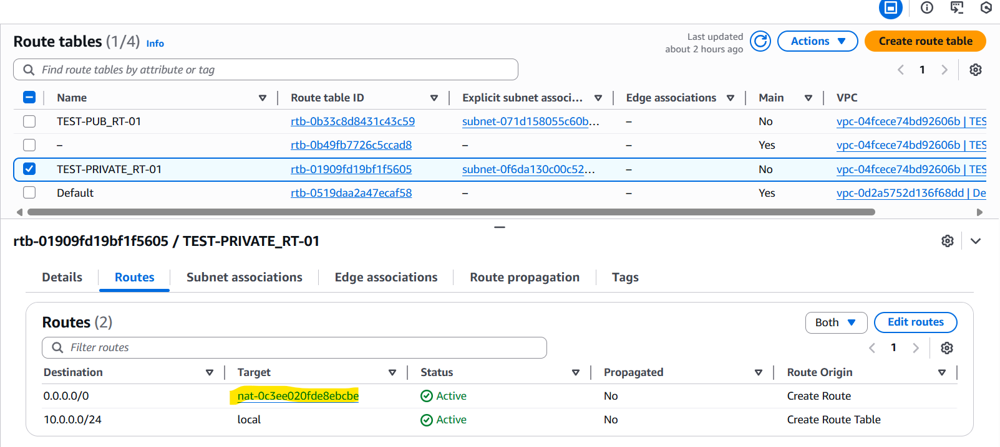 Route tables (1/4) Info
Last updated
about 2 hours ago
Actions
Create route table
Find route tables by attribute or tag
1
Name Route table ID Explicit subnet associ... Edge associations Main VPC
TEST-PUB_RT-01 rtb-0b33c8d8431c43c59 subnet-071d158055c60b... – No vpc-04fcece74bd92606b | TES
– rtb-0b49fb7726c5ccad8 – – Yes vpc-04fcece74bd92606b | TES
TEST-PRIVATE_RT-01 rtb-01909fd19bf1f5605 subnet-0f6da130c00c52... – No vpc-04fcece74bd92606b | TES
Default rtb-0519daa2a47ecaf58 – – Yes vpc-0d2a5752d136f68dd | De
rtb-01909fd19bf1f5605 / TEST-PRIVATE_RT-01
Details Routes Subnet associations Edge associations Route propagation Tags
Routes (2)
Both
Edit routes
Filter routes
1
Destination Target Status Propagated Route Origin
0.0.0.0/0 nat-0c3ee020fde8ebcbe Active No Create Route
10.0.0.0/24 local Active No Create Route Table